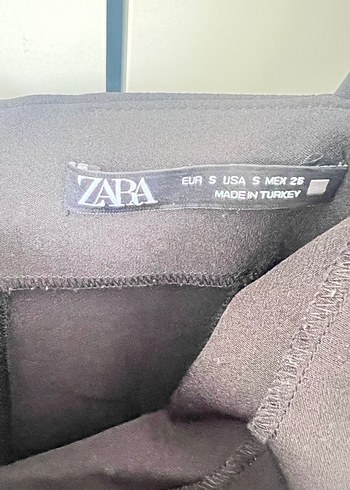 ZARA
EUR S USA S MEX 26
MADE IN TURKEY